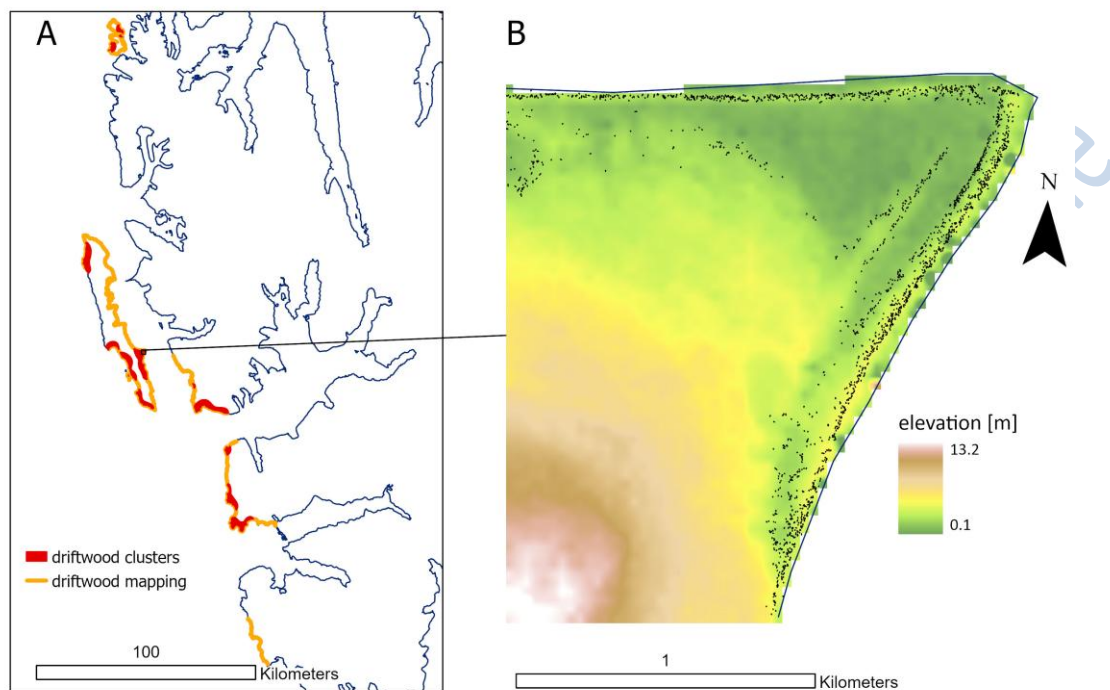 A
B
N
elevation [m]
13.2
0.1
driftwood clusters
driftwood mapping
100
Kilometers
1
Kilometers